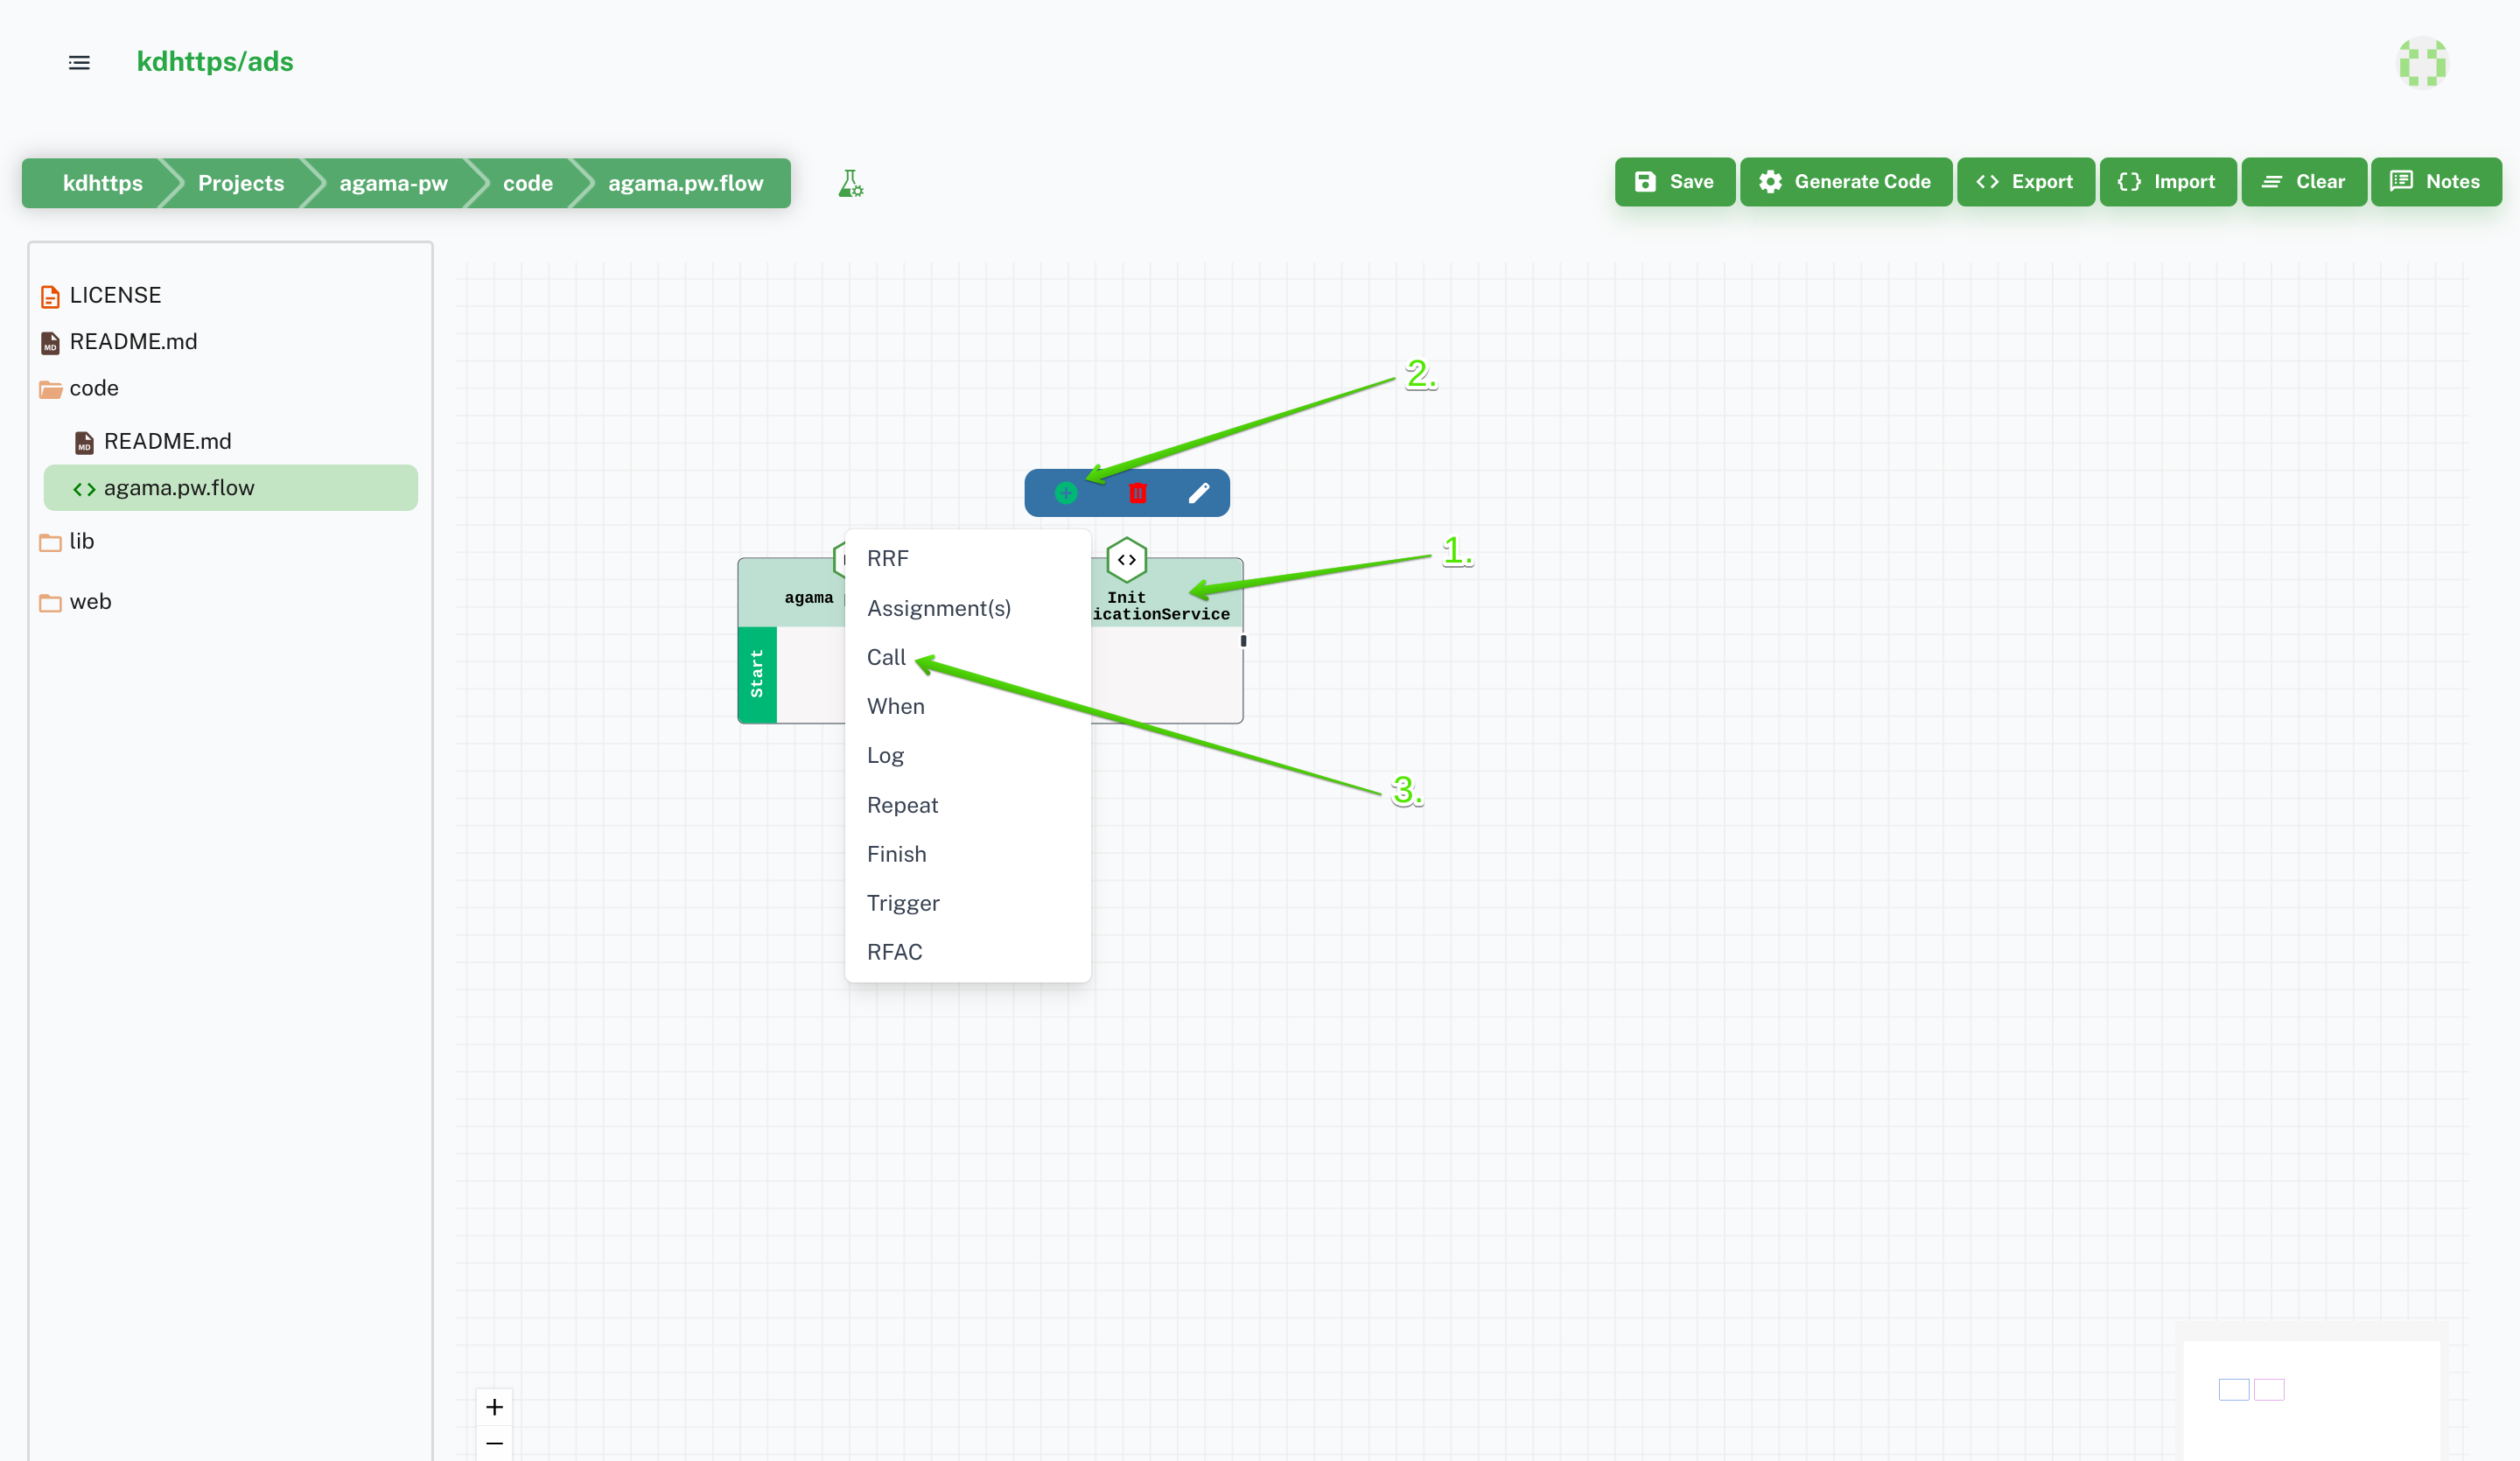 kdhttps/ads
kdhttps
Projects
agama-pw
code
agama.pw.flow
Save
Generate Code
Export
Import
Clear
Notes
LICENSE
README.md
code
README.md
agama.pw.flow
lib
web
2.
1.
3.
RRF
Assignment(s)
Call
When
Log
Repeat
Finish
Trigger
RFAC
agama
Start
Init
icationService